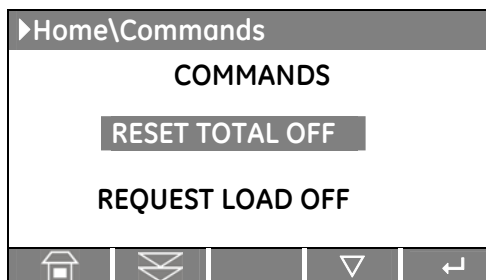 Home\Commands
COMMANDS
RESET TOTAL OFF
REQUEST LOAD OFF